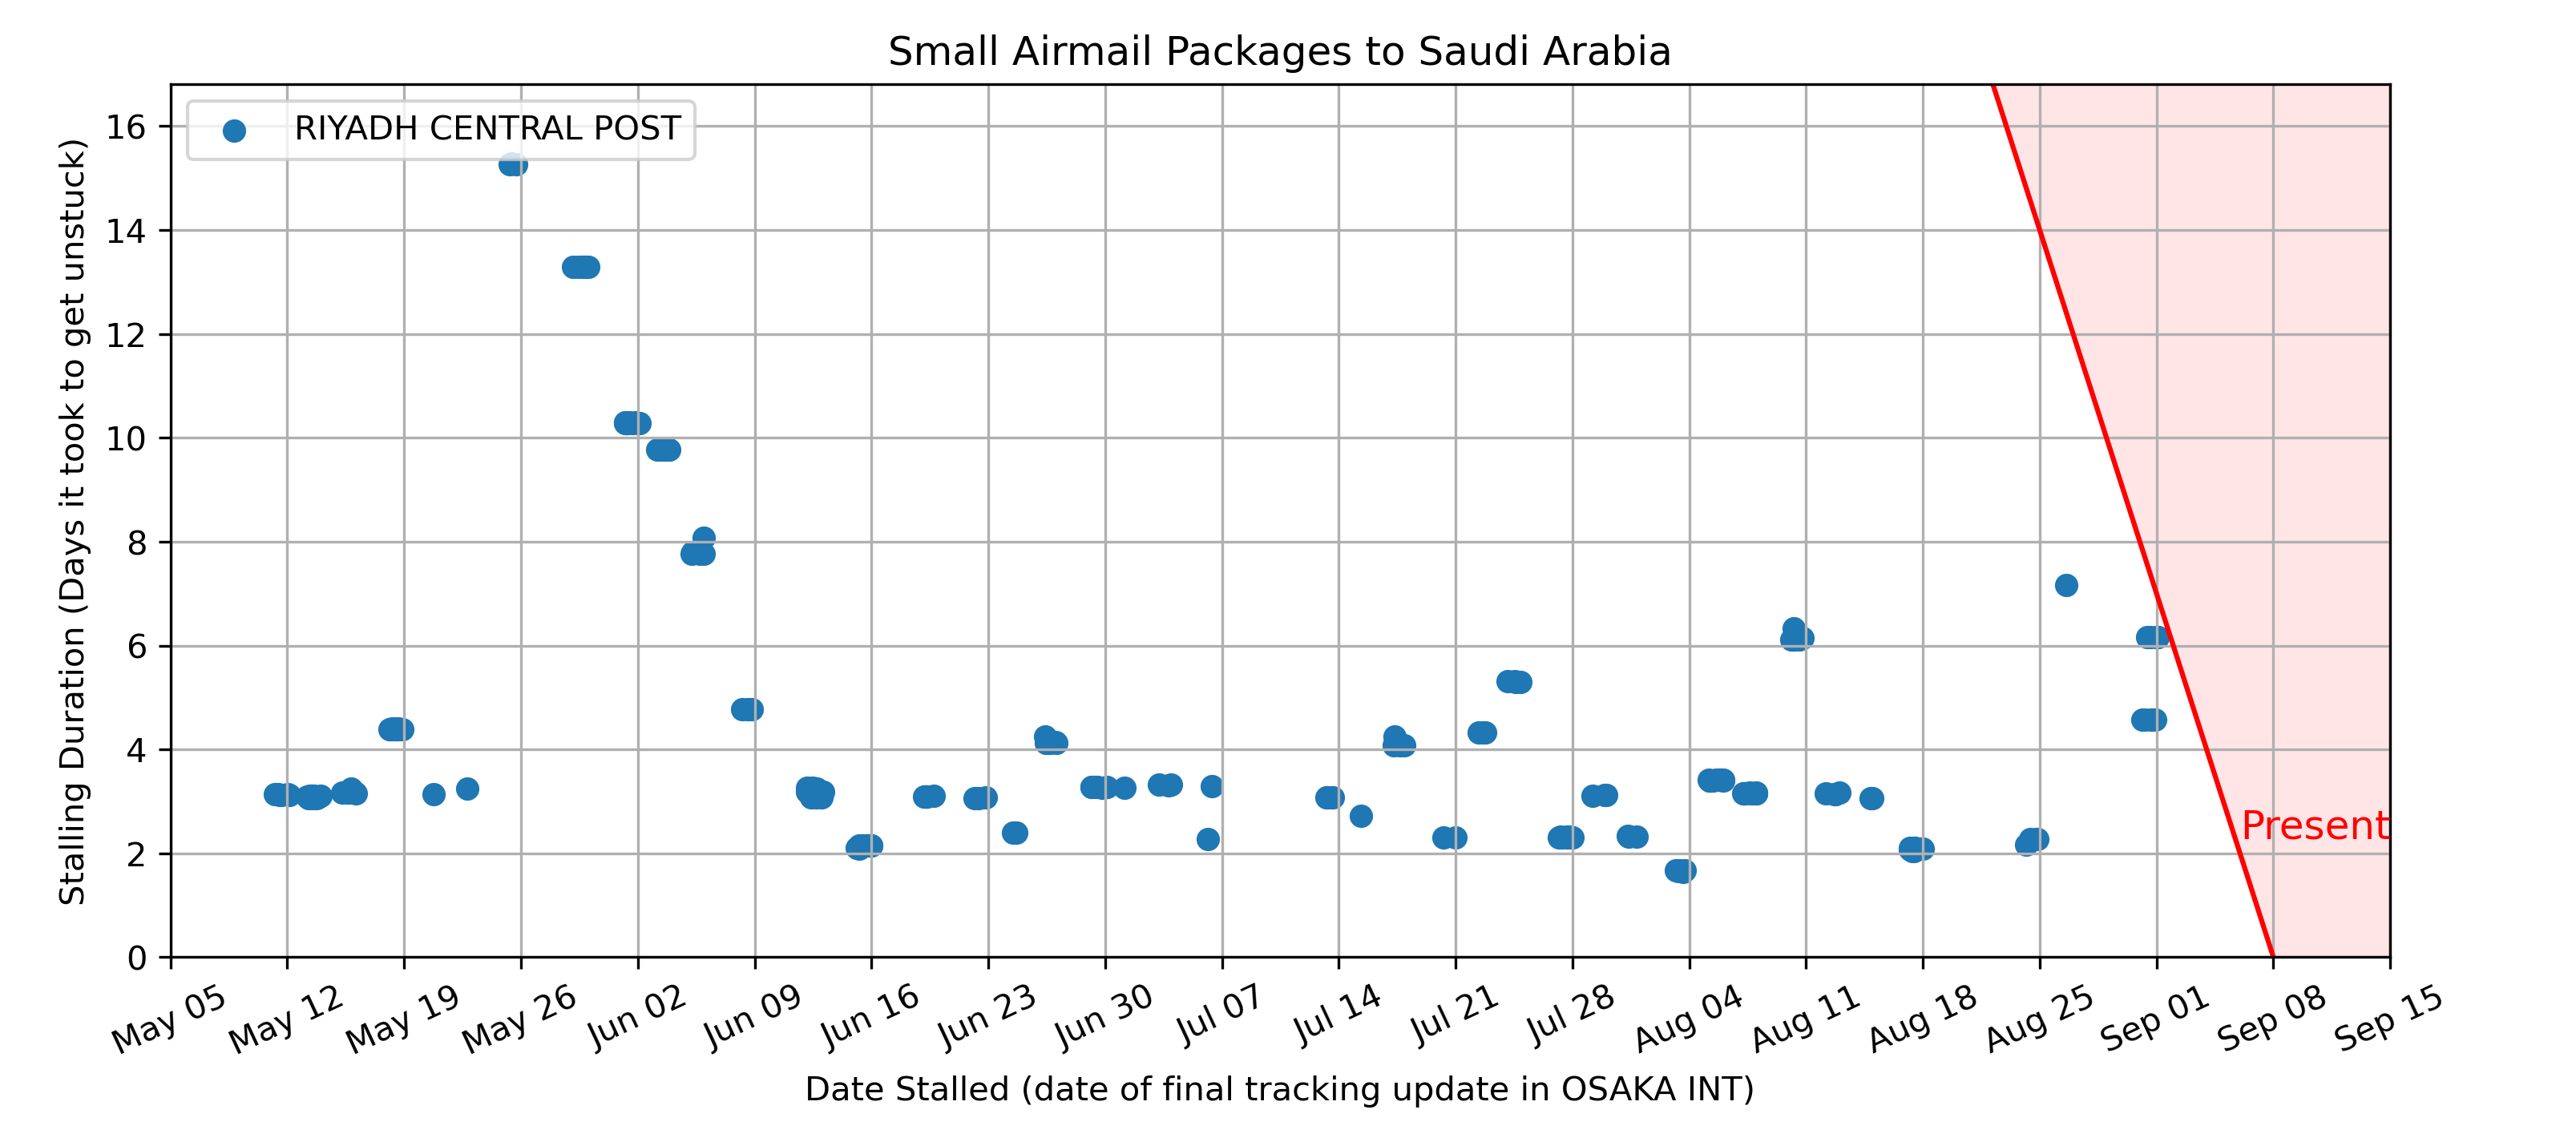 Small Airmail Packages to Saudi Arabia
RIYADH CENTRAL POST
Stalling Duration (Days it took to get unstuck)
16
14
12
10
8
6
4
2
0
Present
May 05
May 12
May 19
May 26
Jun 02
Jun 09
Jun 16
Jun 23
Jun 30
Jul 07
Jul 14
Jul 21
Jul 28
Aug 04
Aug 11
Aug 18
Aug 25
Sep 01
Sep 08
Sep 15
Date Stalled (date of final tracking update in OSAKA INT)